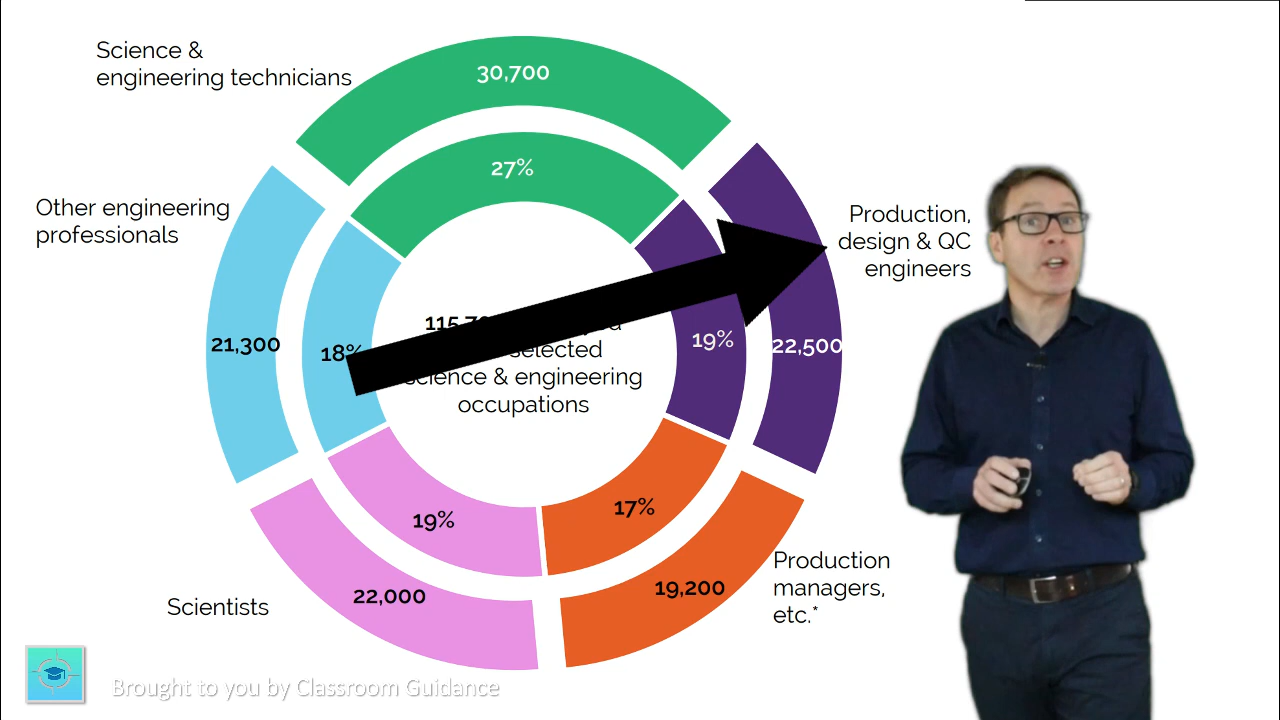 Science &
engineering technicians
30,700
27%
Other engineering
professionals
Production,
design & QC
engineers
21,300
18%
19%
22,500
selected
science & engineering
occupations
19%
17%
22,000
19,200
Scientists
Production
managers,
etc.*
Brought to you by Classroom Guidance